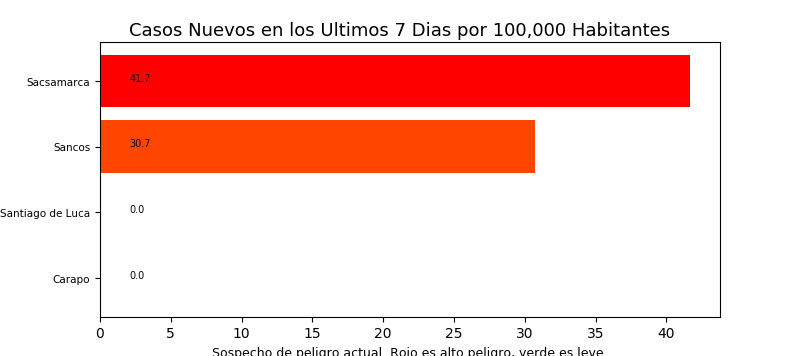 Casos Nuevos en los Ultimos 7 Dias por 100,000 Habitantes
Sacsamarca
41.7
Sancos
30.7
Santiago de Luca
0.0
Carapo
0.0
0 5 10 15 20 25 30 35 40
Sospecho de peligro actual. Rojo es alto peligro, verde es leve